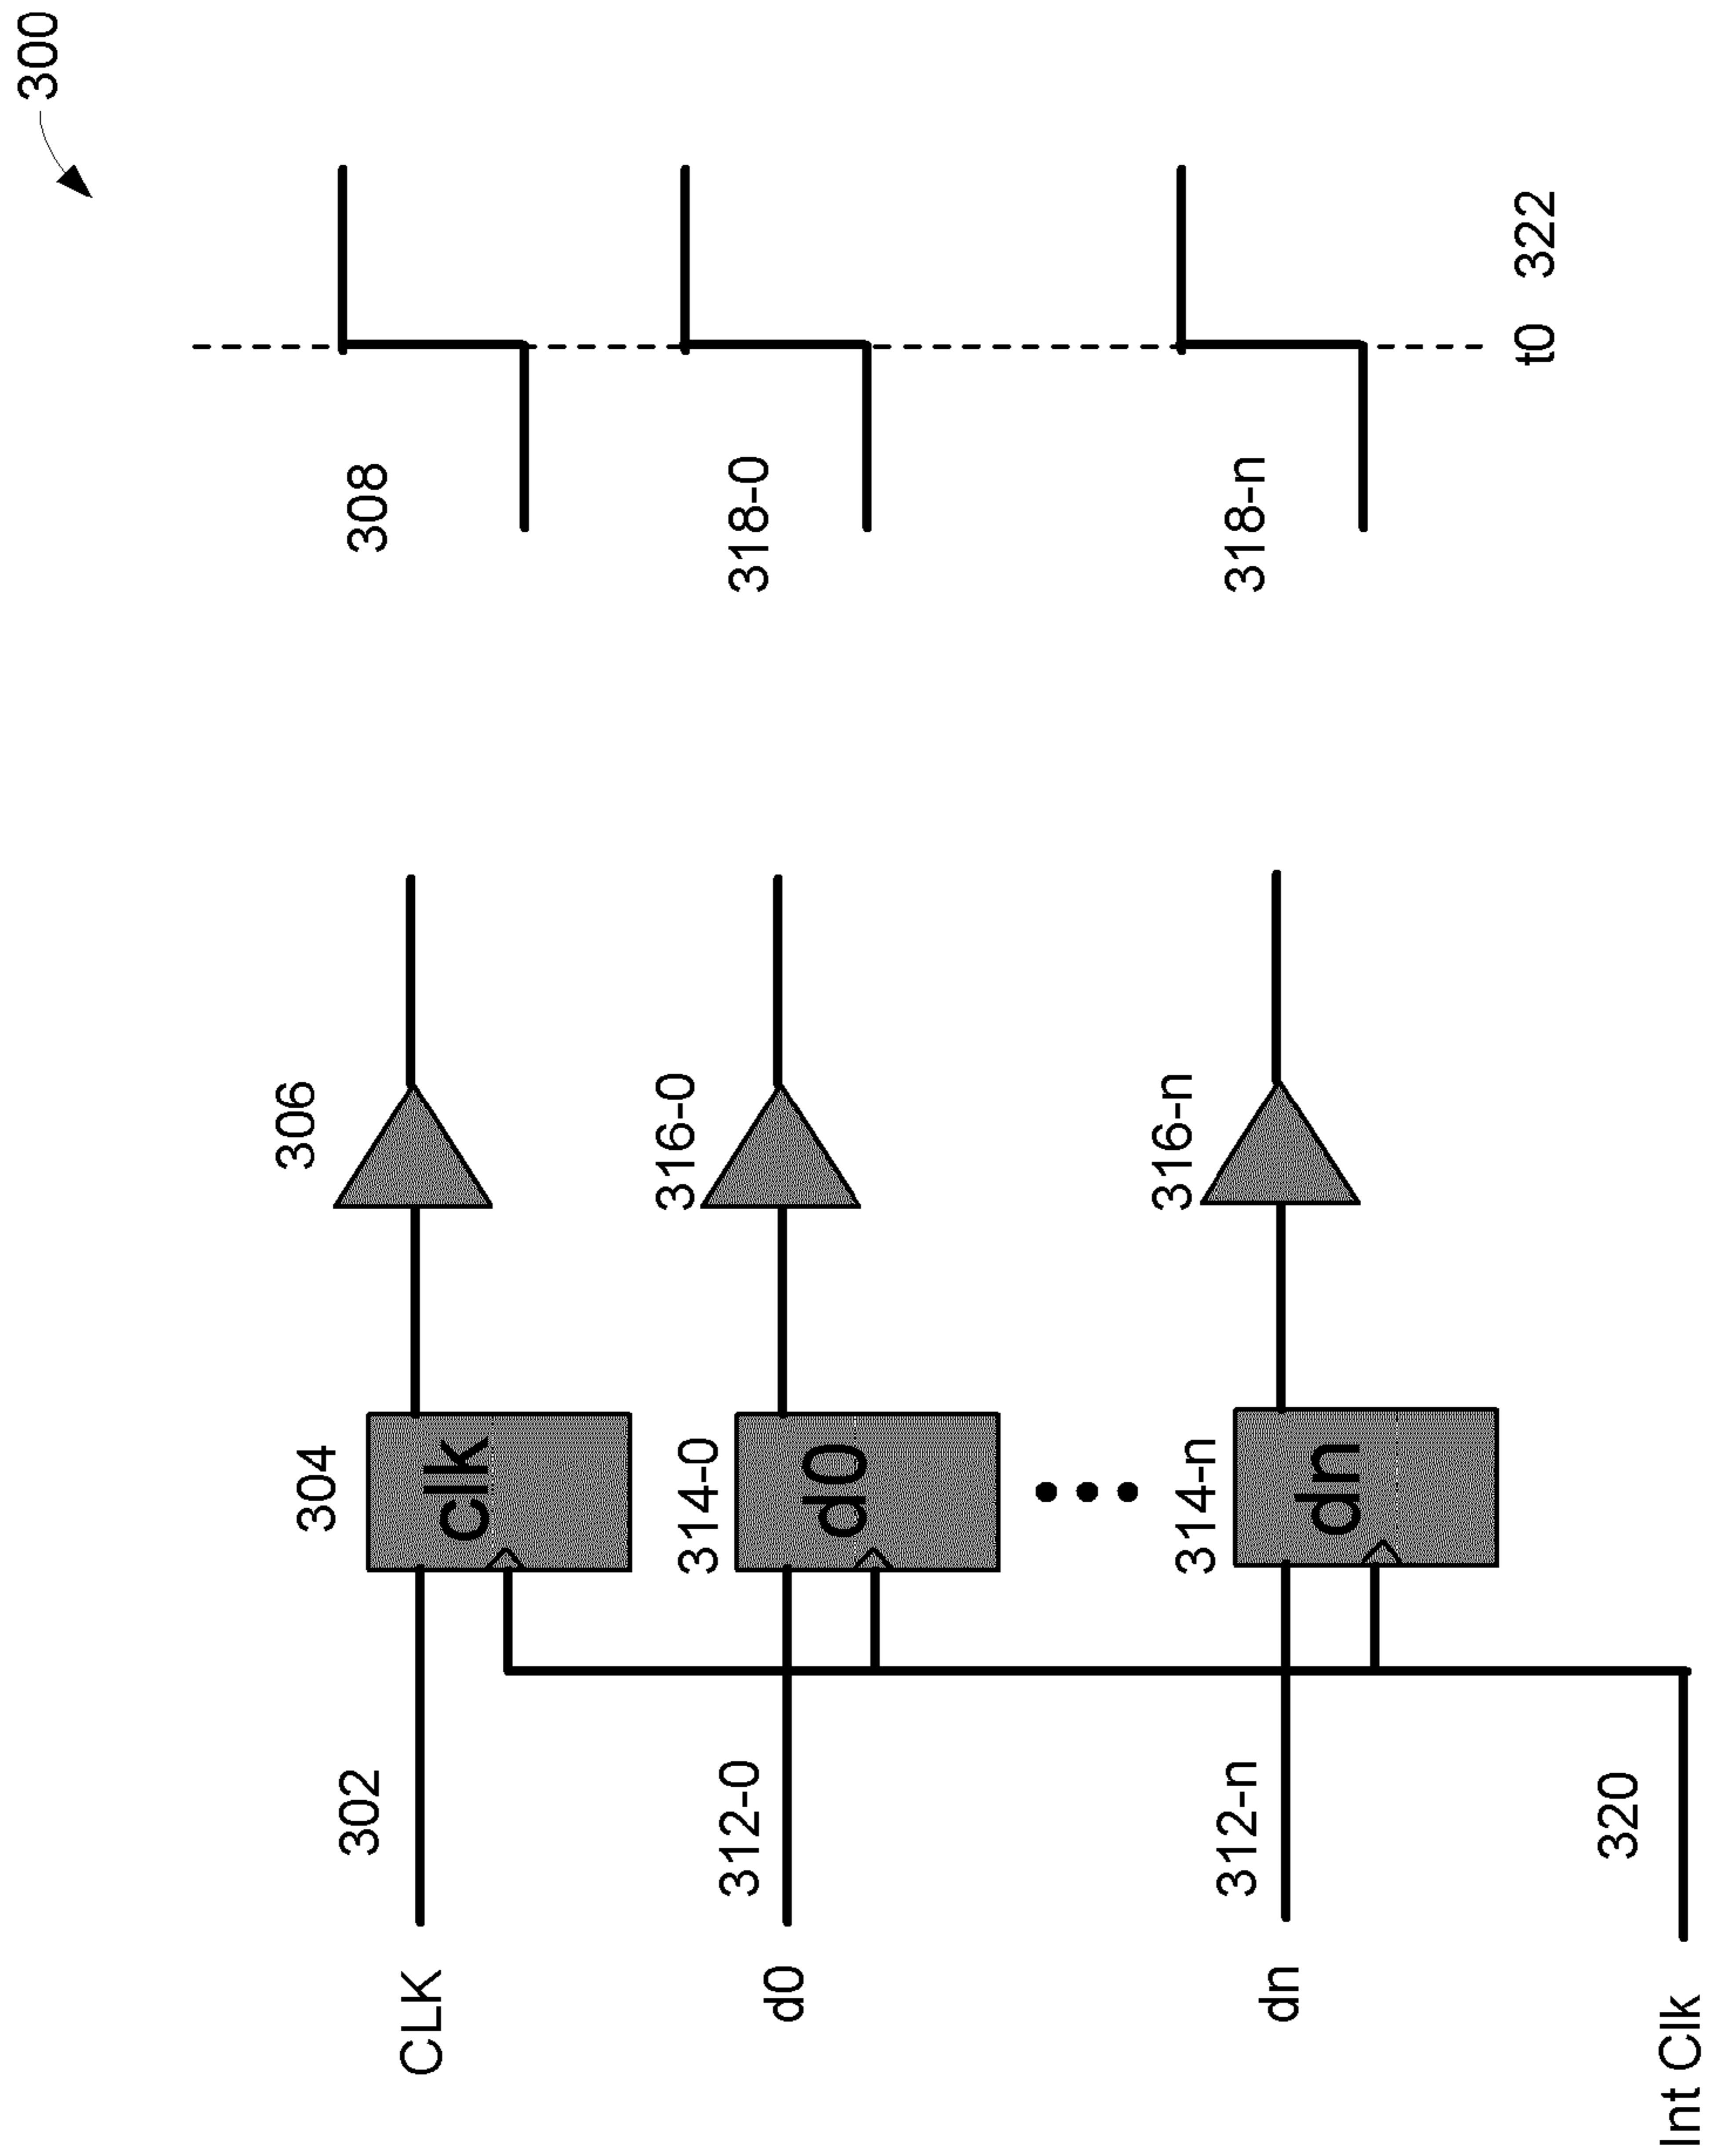 300
308
318-0
318-n
t0 322
306
316-0
316-n
304
clk
314-0
d0
314-n
dn
302
CLK
312-0
d0
312-n
dn
320
Int Clk